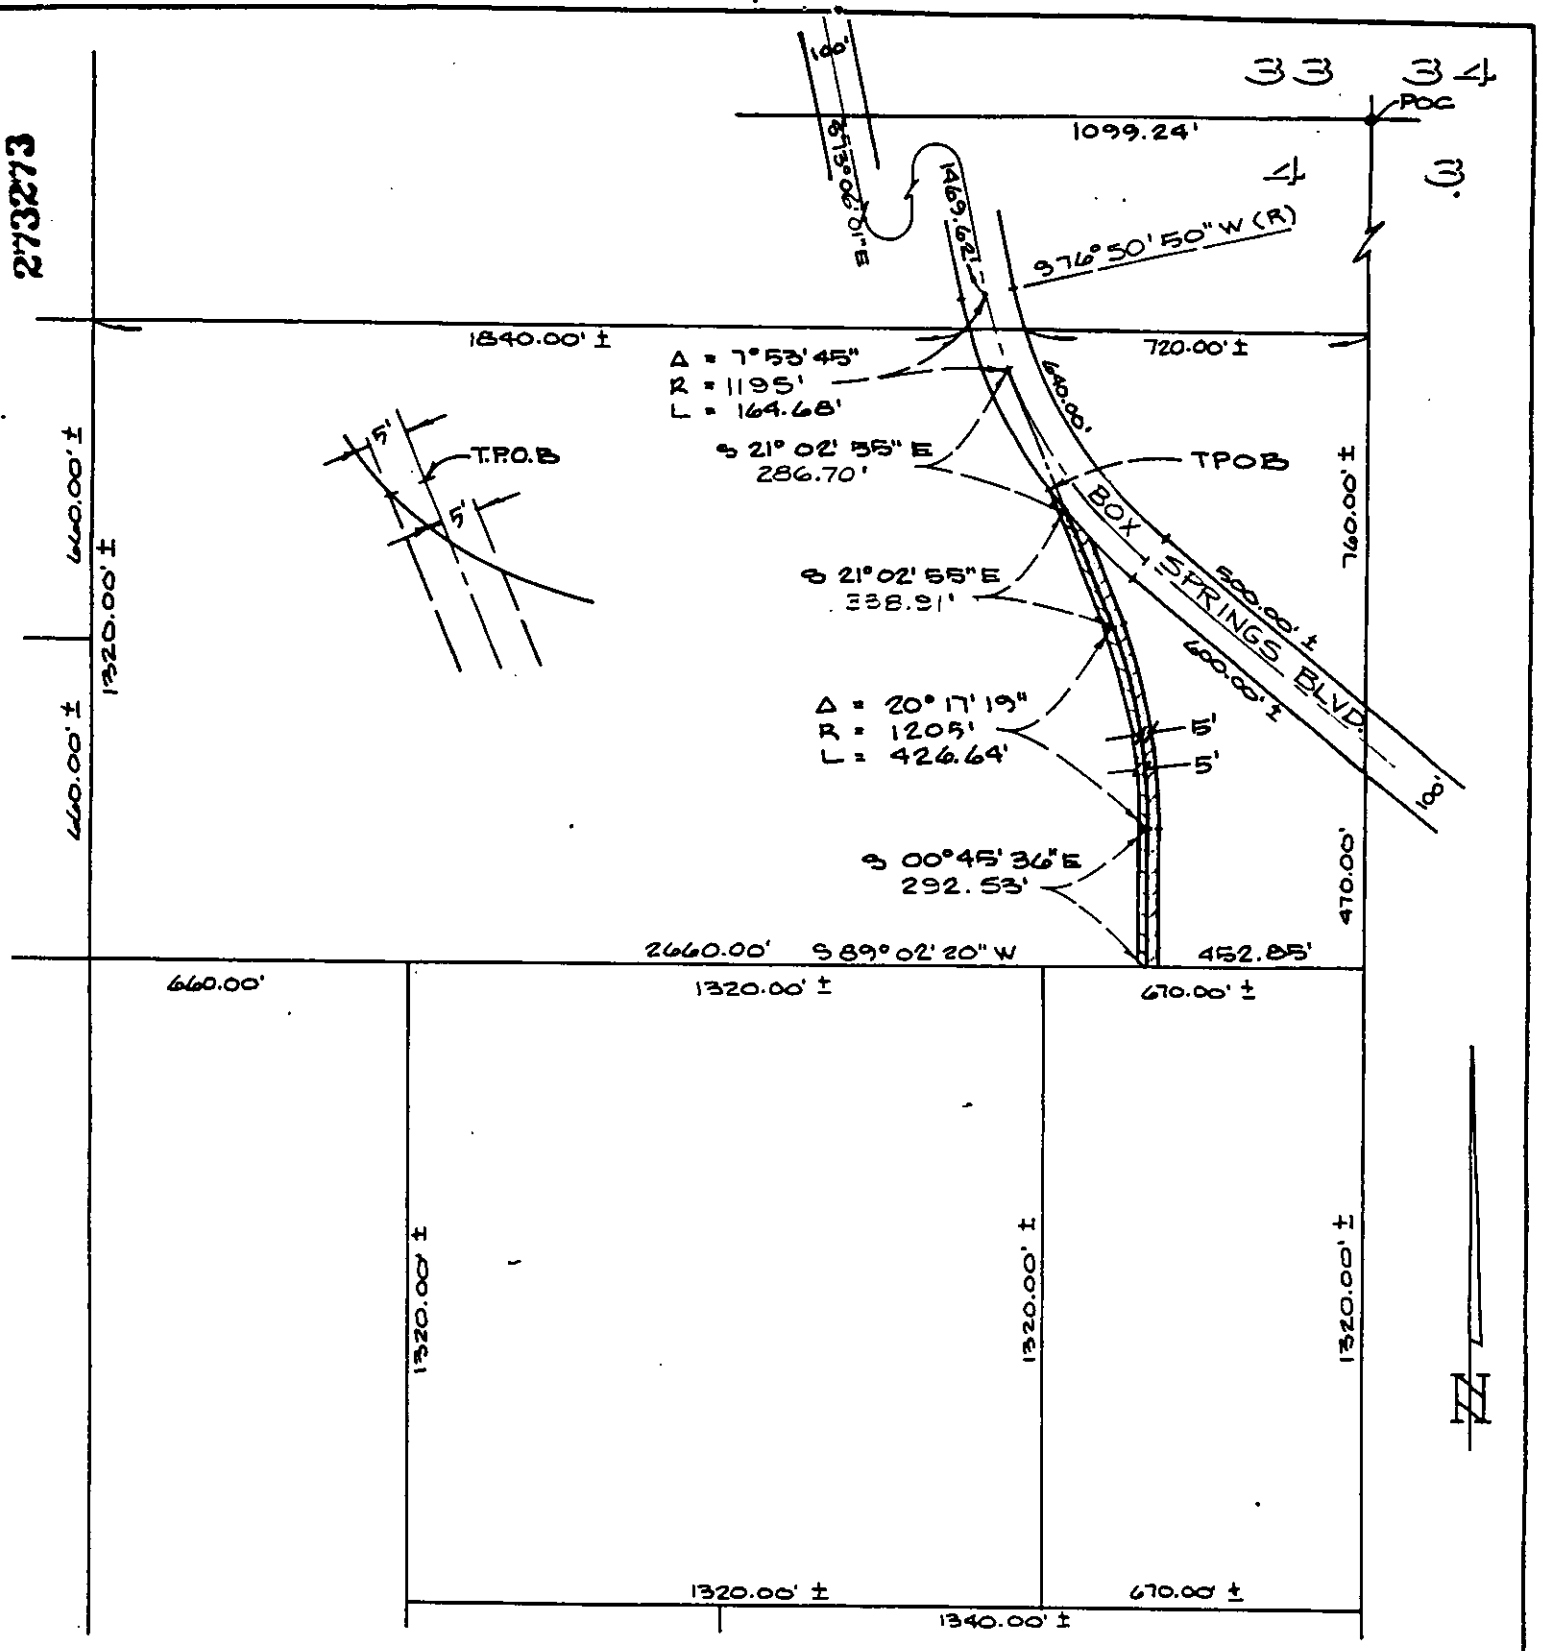 273273
33 34
POC
100'
1099.24'
4 3
1469.62'
S76°50'50"W (R)
1840.00' ±
720.00' ±
Δ = 7°53'45"
R = 1195'
L = 164.68'
640.00'
5'
T.P.O.B
5'
S 21° 02' 55" E
286.70'
TPOB
660.00' ±
1320.00' ±
760.00' ±
BOX SPRINGS BLVD.
S 21° 02' 55" E
338.91'
500.00' ±
600.00' ±
Δ = 20° 17' 19"
R = 1205'
L = 426.64'
5'
5'
660.00' ±
100'
S 00°45'36" E
292.53'
470.00'
2660.00' S 89°02'20" W
452.85'
660.00'
1320.00' ±
670.00' ±
1320.00' ±
1320.00' ±
1320.00' ±
N
1320.00' ±
670.00' ±
1340.00' ±